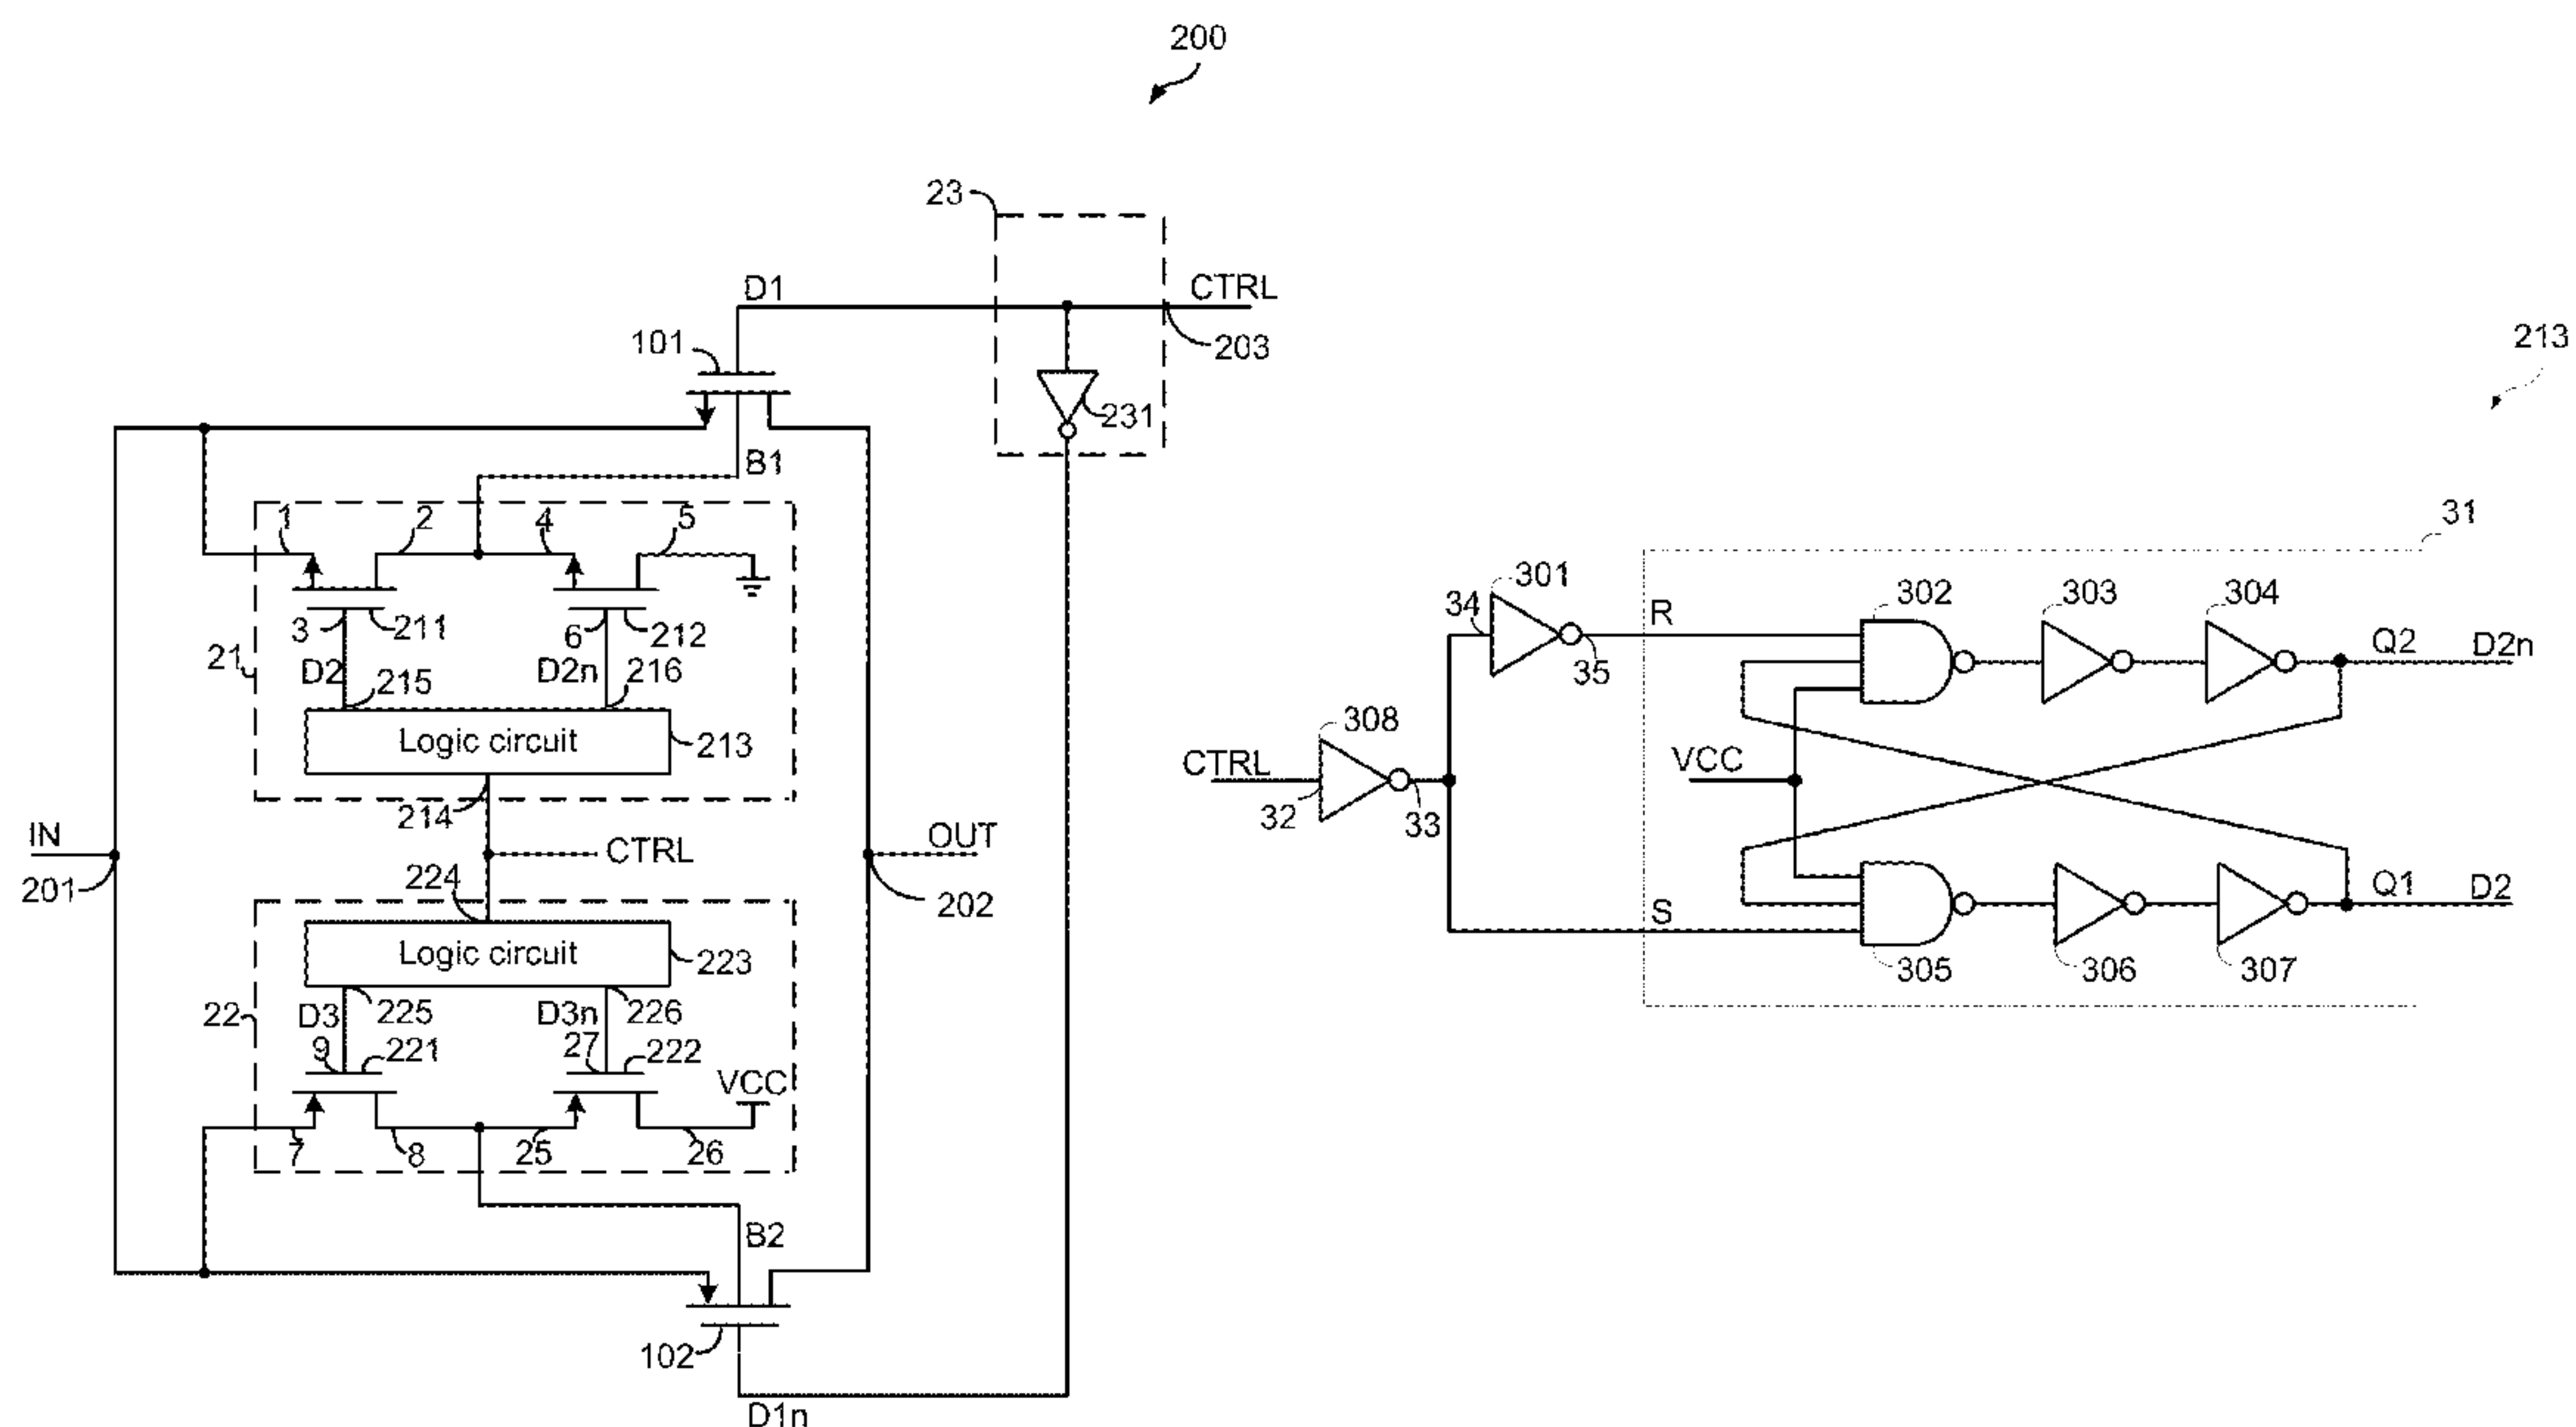 200
23
D1
CTRL
203
101
231
B1
1
2
4
5
3
211
6
212
21
D2
215
D2n
216
Logic circuit
213
214
IN
201
CTRL
OUT
202
224
Logic circuit
223
22
D3
225
D3n
226
9
221
27
222
VCC
7
8
25
26
B2
102
D1n
213
31
301
34
R
35
302
303
304
Q2
D2n
308
CTRL
32
33
VCC
S
305
306
307
Q1
D2